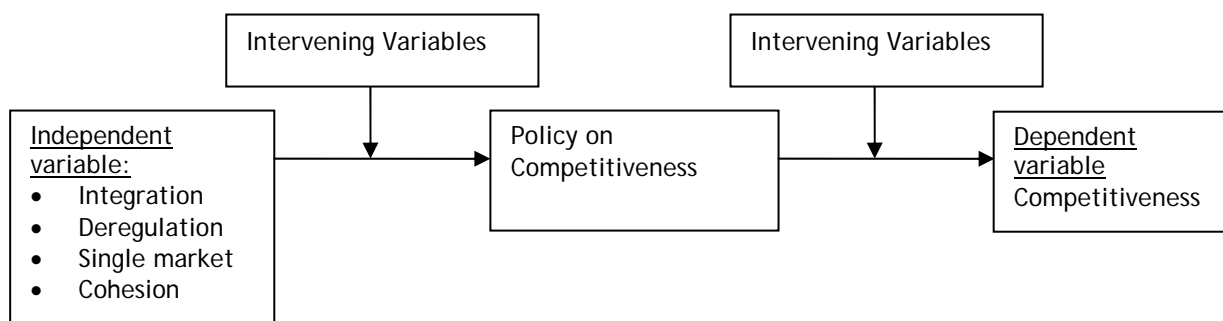 Intervening Variables
Intervening Variables
Independent
variable:
• Integration
• Deregulation
• Single market
• Cohesion
Policy on
Competitiveness
Dependent
variable
Competitiveness